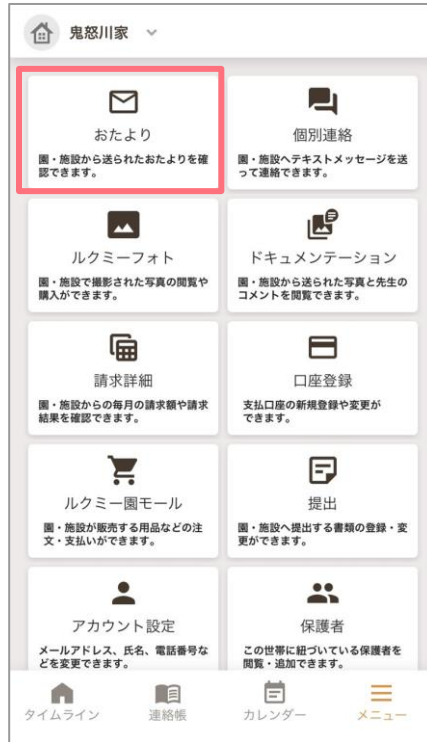 鬼怒川家
おたより
園・施設から送られたおたよりを確
認できます。
個別連絡
園・施設へテキストメッセージを送
って連絡できます。
ルクミーフォト
園・施設で撮影された写真の閲覧や
購入ができます。
ドキュメンテーション
園・施設から送られた写真と先生の
コメントを閲覧できます。
請求詳細
園・施設からの毎月の請求額や請求
結果を確認できます。
口座登録
支払口座の新規登録や変更が
できます。
ルクミー園モール
園・施設が販売する用品などの注
文・支払いができます。
提出
園・施設へ提出する書類の登録・変
更ができます。
アカウント設定
メールアドレス、氏名、電話番号な
どを変更できます。
保護者
この世帯に紐づいている保護者を
閲覧・追加できます。
タイムライン
連絡帳
カレンダー
メニュー